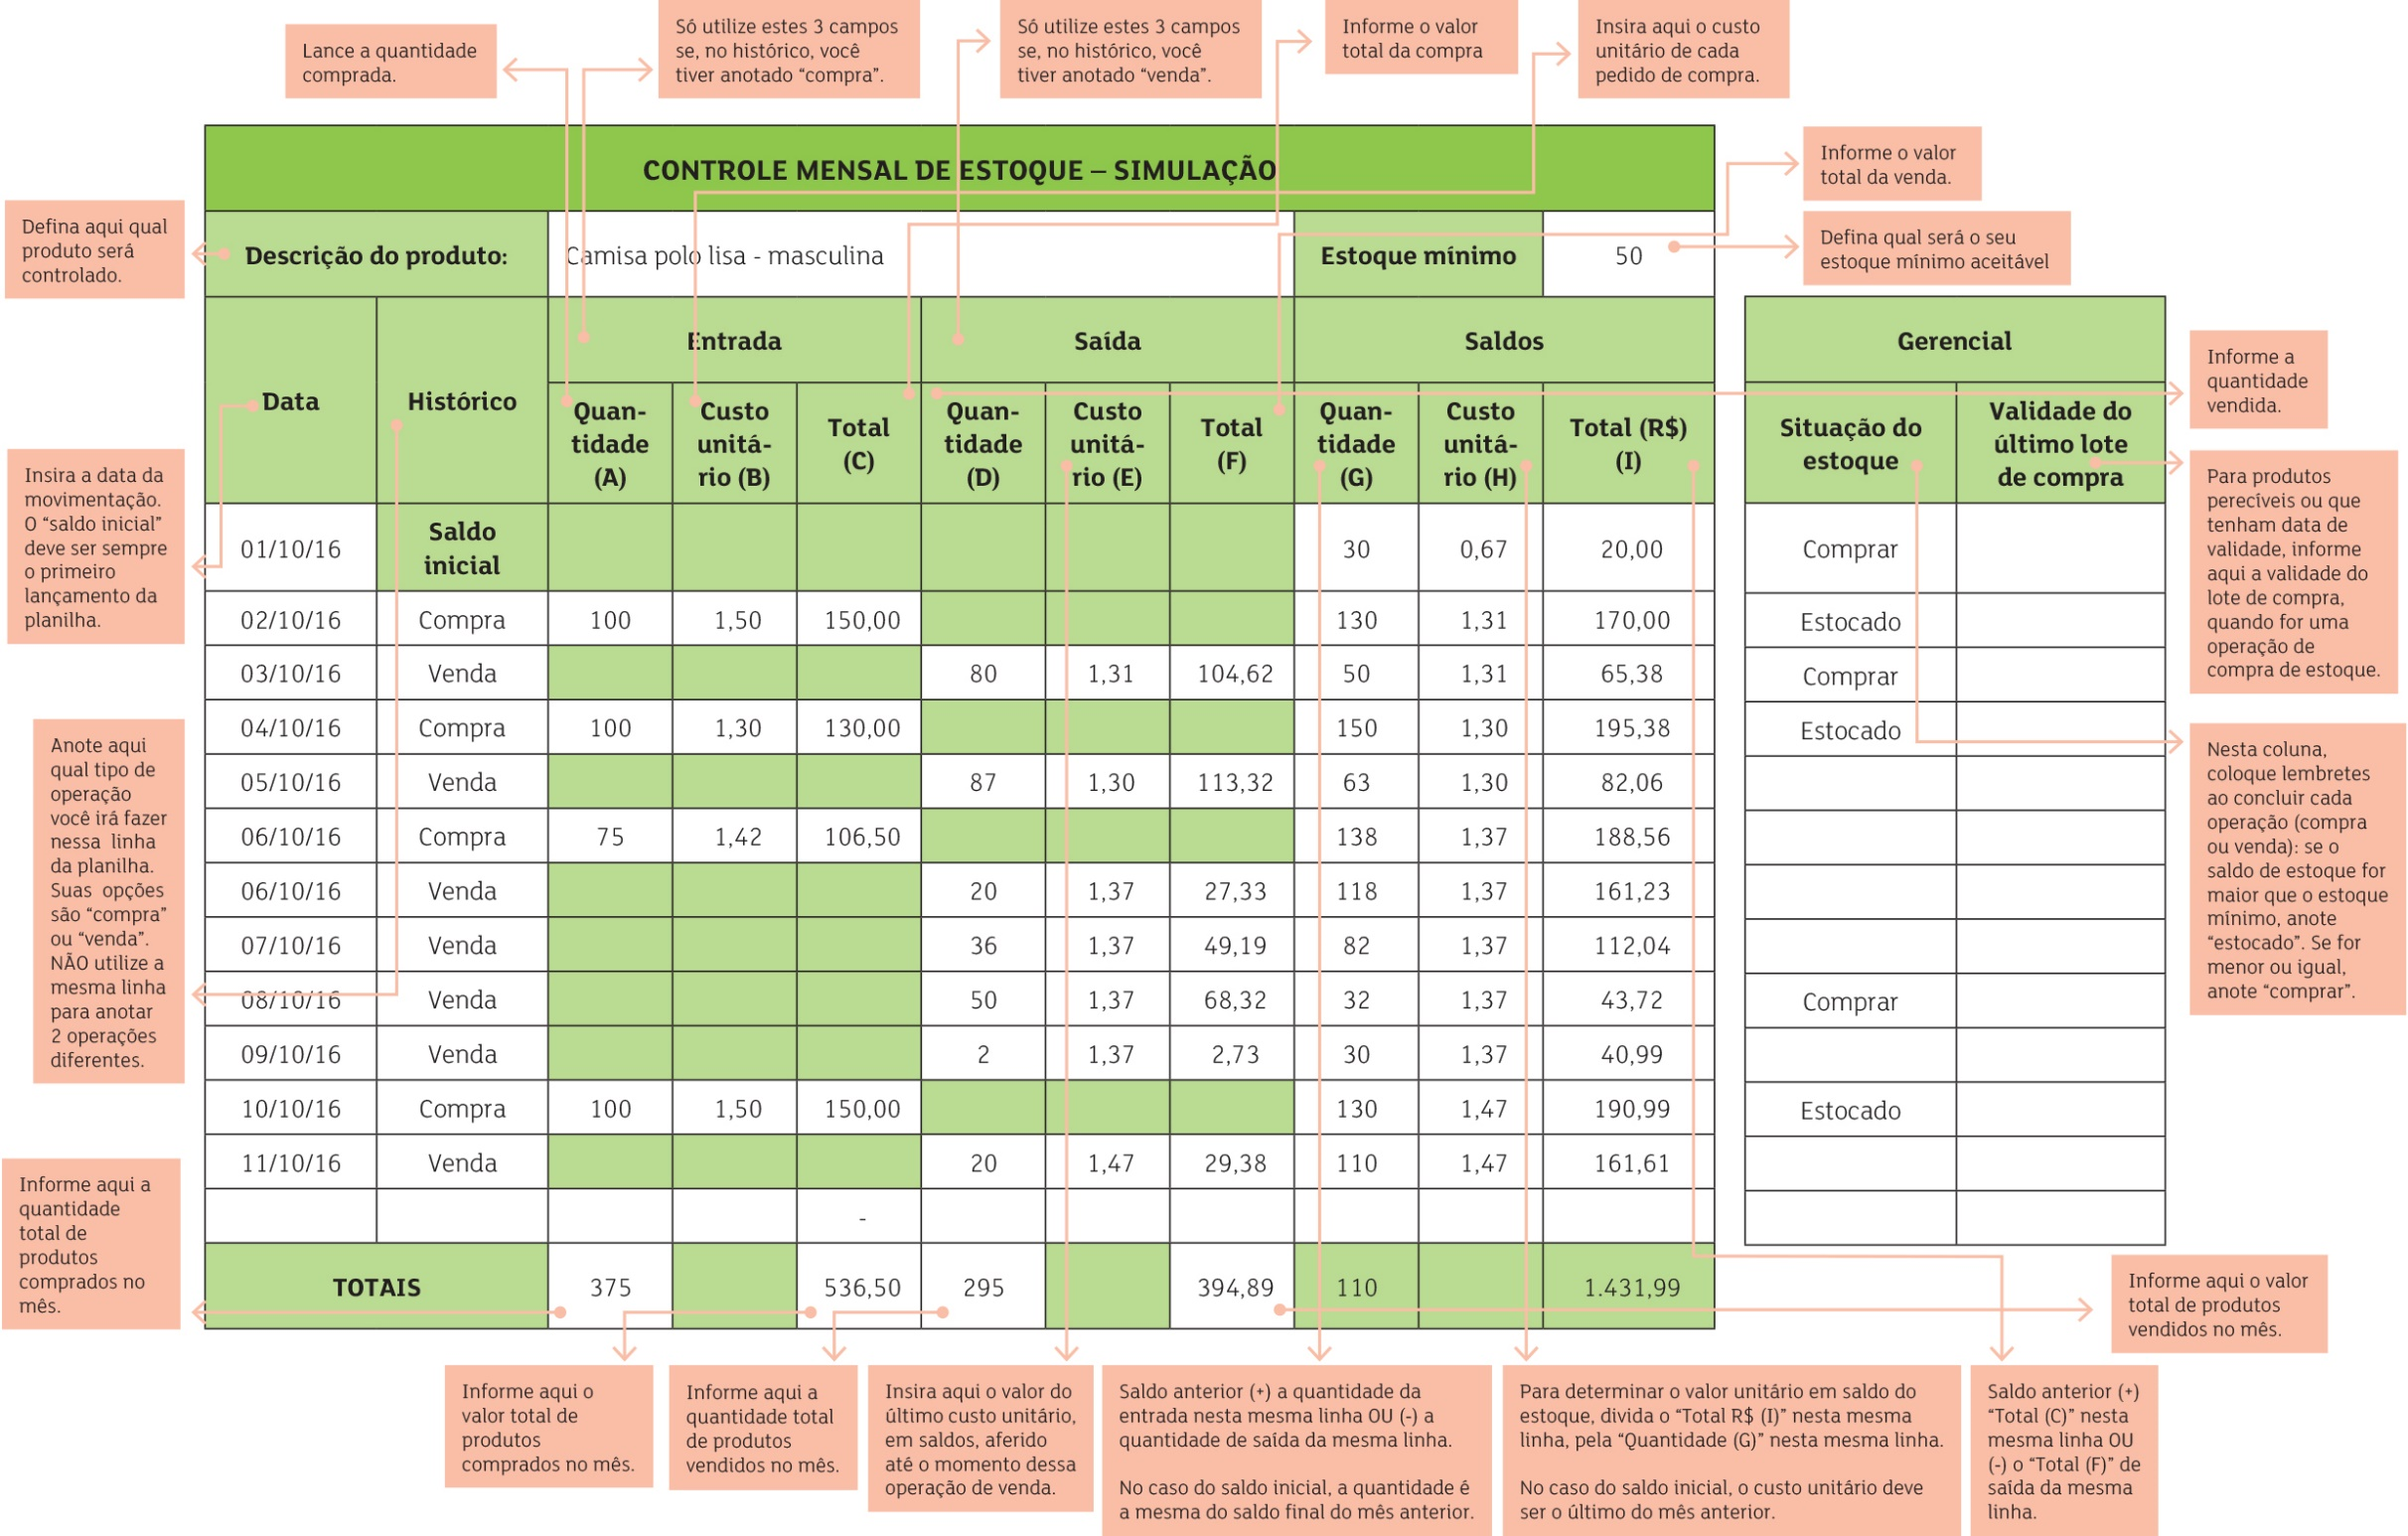 Lance a quantidade
comprada.
Só utilize estes 3 campos
se, no histórico, você
tiver anotado “compra”.
Só utilize estes 3 campos
se, no histórico, você
tiver anotado “venda”.
Informe o valor
total da compra
Insira aqui o custo
unitário de cada
pedido de compra.
CONTROLE MENSAL DE ESTOQUE – SIMULAÇÃO
Informe o valor
total da venda.
Defina aqui qual
produto será
controlado.
Descrição do produto:
Camisa polo lisa - masculina
Estoque mínimo
50
Defina qual será o seu
estoque mínimo aceitável
Data
Histórico
Entrada
Saída
Saldos
Gerencial
Quan-
tidade
(A)
Custo
unitá-
rio (B)
Total
(C)
Quan-
tidade
(D)
Custo
unitá-
rio (E)
Total
(F)
Quan-
tidade
(G)
Custo
unitá-
rio (H)
Total (R$)
(I)
Situação do
estoque
Validade do
último lote
de compra
Informe a
quantidade
vendida.
Insira a data da
movimentação.
O “saldo inicial”
deve ser sempre
o primeiro
lançamento da
planilha.
Para produtos
perecíveis ou que
tenham data de
validade, informe
aqui a validade do
lote de compra,
quando for uma
operação de
compra de estoque.
01/10/16 Saldo inicial 30 0,67 20,00 Comprar
02/10/16 Compra 100 1,50 150,00 130 1,31 170,00 Estocado
03/10/16 Venda 80 1,31 104,62 50 1,31 65,38 Comprar
04/10/16 Compra 100 1,30 130,00 150 1,30 195,38 Estocado
05/10/16 Venda 87 1,30 113,32 63 1,30 82,06
06/10/16 Compra 75 1,42 106,50 138 1,37 188,56
06/10/16 Venda 20 1,37 27,33 118 1,37 161,23
07/10/16 Venda 36 1,37 49,19 82 1,37 112,04
08/10/16 Venda 50 1,37 68,32 32 1,37 43,72 Comprar
09/10/16 Venda 2 1,37 2,73 30 1,37 40,99
10/10/16 Compra 100 1,50 150,00 130 1,47 190,99 Estocado
11/10/16 Venda 20 1,47 29,38 110 1,47 161,61
-
TOTAIS 375 536,50 295 394,89 110 1.431,99
Anote aqui
qual tipo de
operação
você irá fazer
nessa linha
da planilha.
Suas opções
são “compra”
ou “venda”.
NÃO utilize a
mesma linha
para anotar
2 operações
diferentes.
Nesta coluna,
coloque lembretes
ao concluir cada
operação (compra
ou venda): se o
saldo de estoque for
maior que o estoque
mínimo, anote
“estocado”. Se for
menor ou igual,
anote “comprar”.
Informe aqui a
quantidade
total de
produtos
comprados no
mês.
Informe aqui o valor
total de produtos
vendidos no mês.
Informe aqui o
valor total de
produtos
comprados no mês.
Informe aqui a
quantidade total
de produtos
vendidos no mês.
Insira aqui o valor do
último custo unitário,
em saldos, aferido
até o momento dessa
operação de venda.
Saldo anterior (+) a quantidade da
entrada nesta mesma linha OU (-) a
quantidade de saída da mesma linha.
No caso do saldo inicial, a quantidade é
a mesma do saldo final do mês anterior.
Para determinar o valor unitário em saldo do
estoque, divida o “Total R$ (I)” nesta mesma
linha, pela “Quantidade (G)” nesta mesma linha.
No caso do saldo inicial, o custo unitário deve
ser o último do mês anterior.
Saldo anterior (+)
“Total (C)” nesta
mesma linha OU
(-) o “Total (F)” de
saída da mesma
linha.